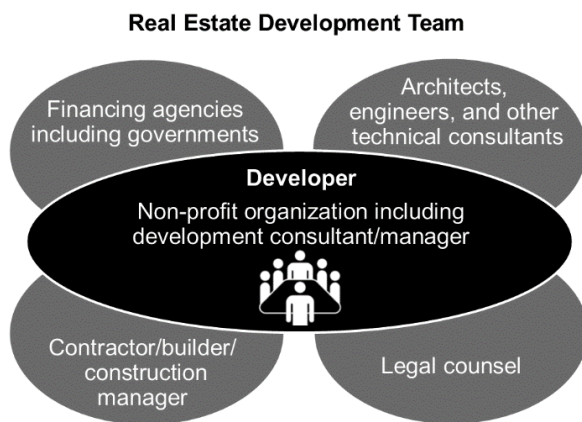 Real Estate Development Team
Financing agencies
including governments
Architects,
engineers, and other
technical consultants
Developer
Non-profit organization including
development consultant/manager
Contractor/builder/
construction
manager
Legal counsel